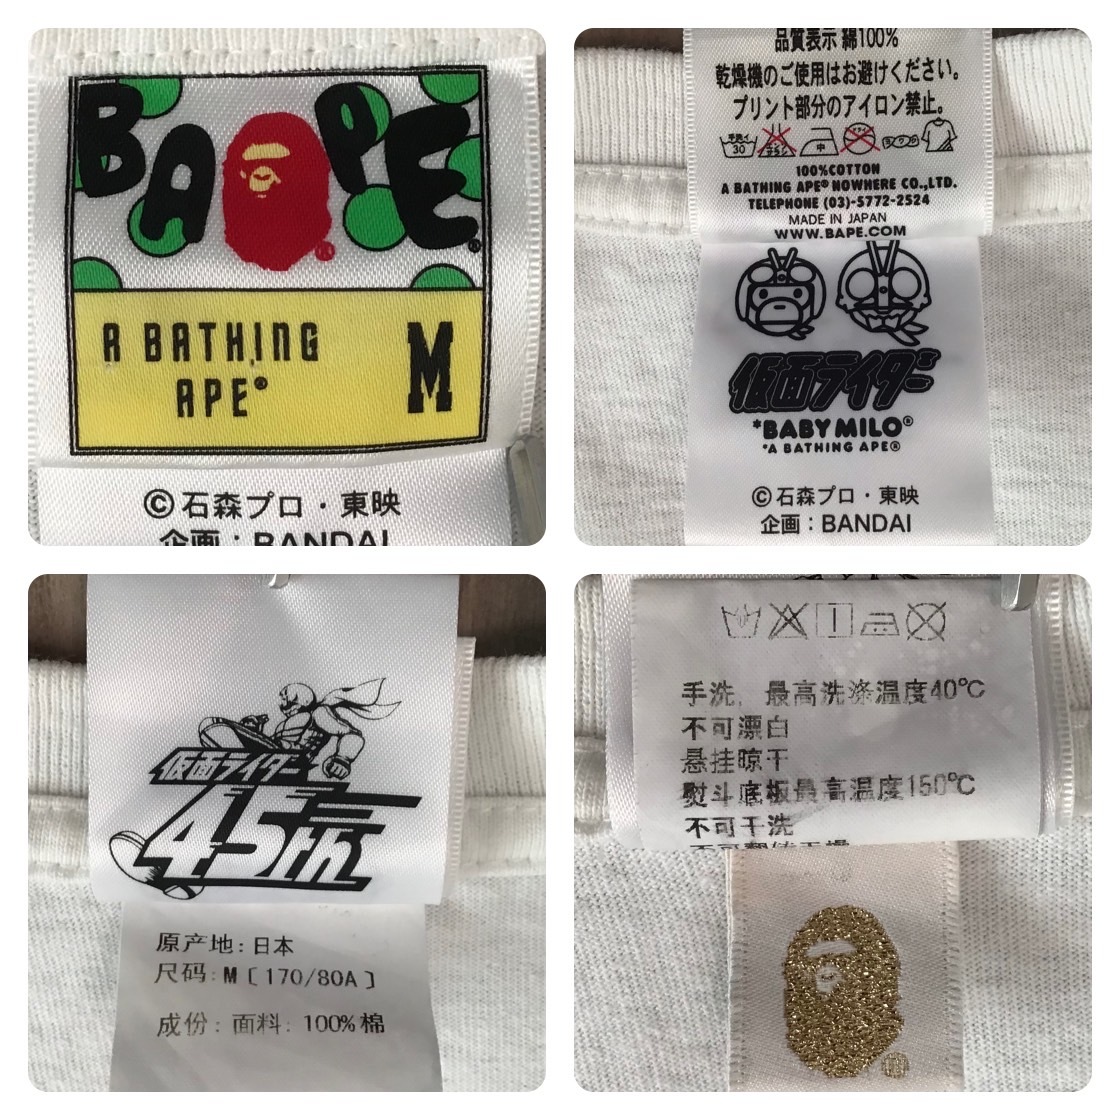 BAPE®
A BATHING M
APE®
©石森プロ・東映
企画：BANDAI
品質表示 綿100%
乾燥機のご使用はお避けください。
プリント部分のアイロン禁止。
手洗イ
30
中
100%COTTON
A BATHING APE® NOWHERE CO.,LTD.
TELEPHONE (03)-5772-2524
MADE IN JAPAN
WWW.BAPE.COM
仮面ライダー
*BABY MILO®
*A BATHING APE®
©石森プロ・東映
企画：BANDAI
仮面ライダー
45th
原产地: 日本
尺码: M [170/80A]
成份: 面料: 100%棉
手洗, 最高洗涤温度40℃
不可漂白
悬挂晾干
熨斗底板最高温度150℃
不可干洗
®